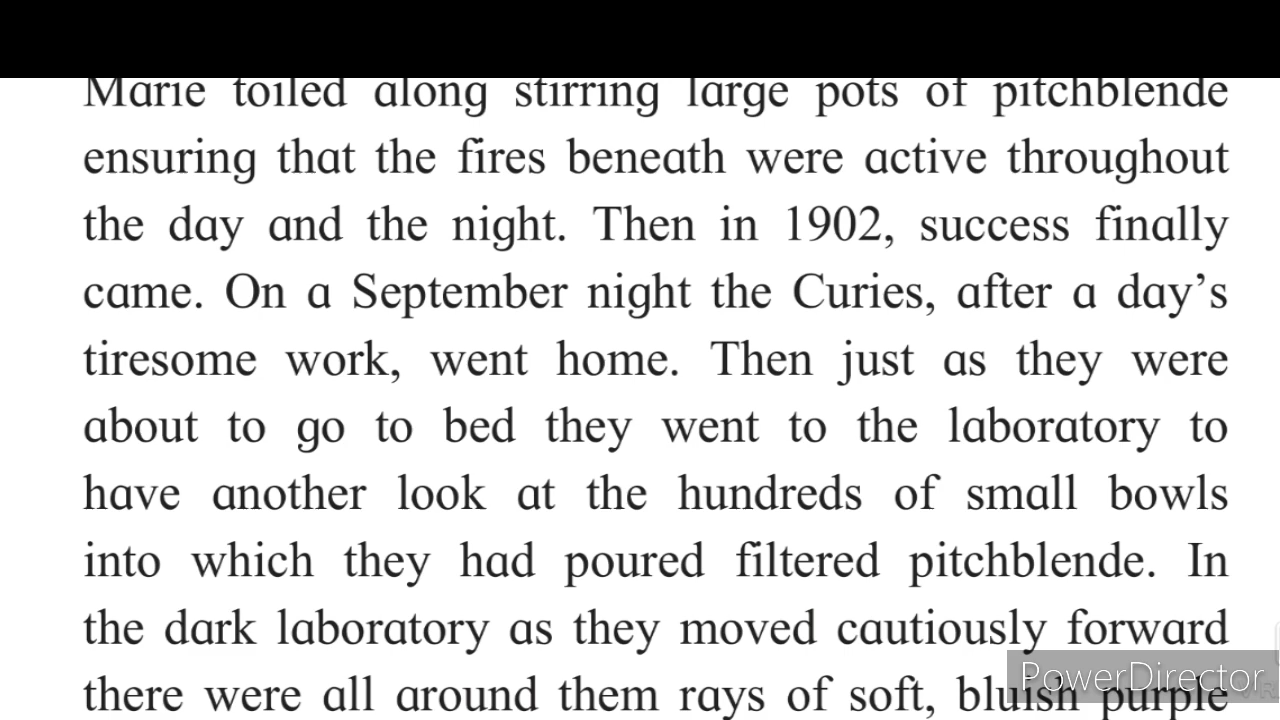 Marie toiled along stirring large pots of pitchblende
ensuring that the fires beneath were active throughout
the day and the night. Then in 1902, success finally
came. On a September night the Curies, after a day’s
tiresome work, went home. Then just as they were
about to go to bed they went to the laboratory to
have another look at the hundreds of small bowls
into which they had poured filtered pitchblende. In
the dark laboratory as they moved cautiously forward
there were all around them rays of soft, bluish purple
PowerDirector